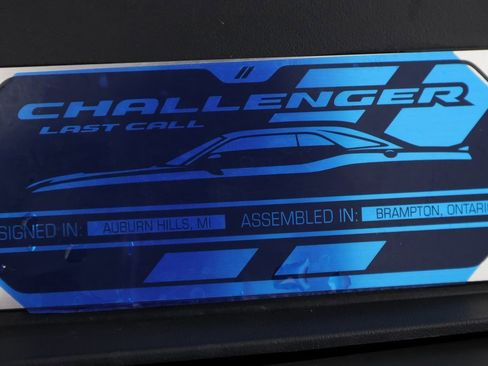 CHALLENGER
LAST CALL
SIGNED IN: AUBURN HILLS, MI ASSEMBLED IN: BRAMPTON, ONTARI